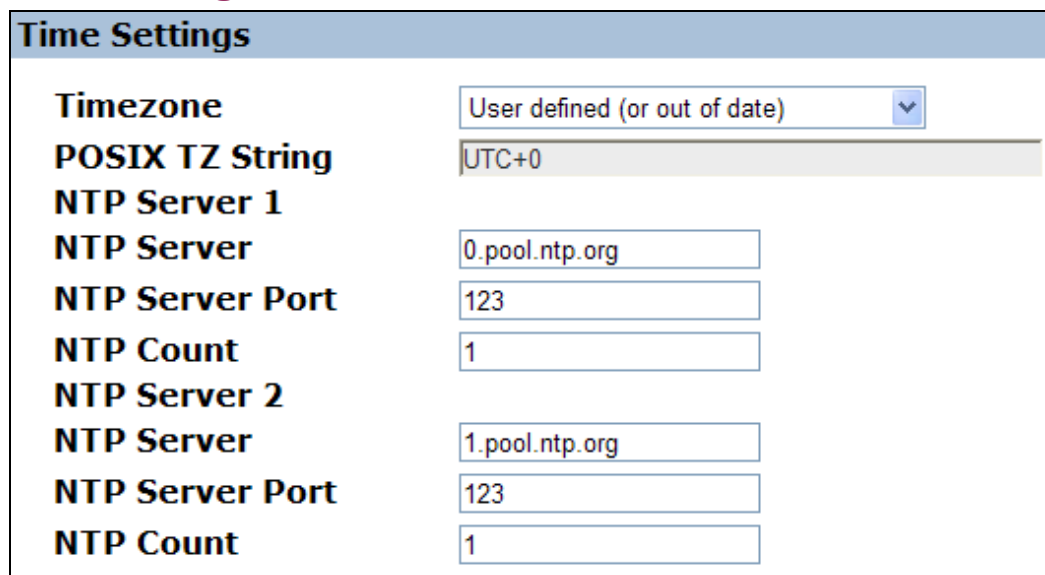 Time Settings
Timezone User defined (or out of date)
POSIX TZ String UTC+0
NTP Server 1
NTP Server 0.pool.ntp.org
NTP Server Port 123
NTP Count 1
NTP Server 2
NTP Server 1.pool.ntp.org
NTP Server Port 123
NTP Count 1